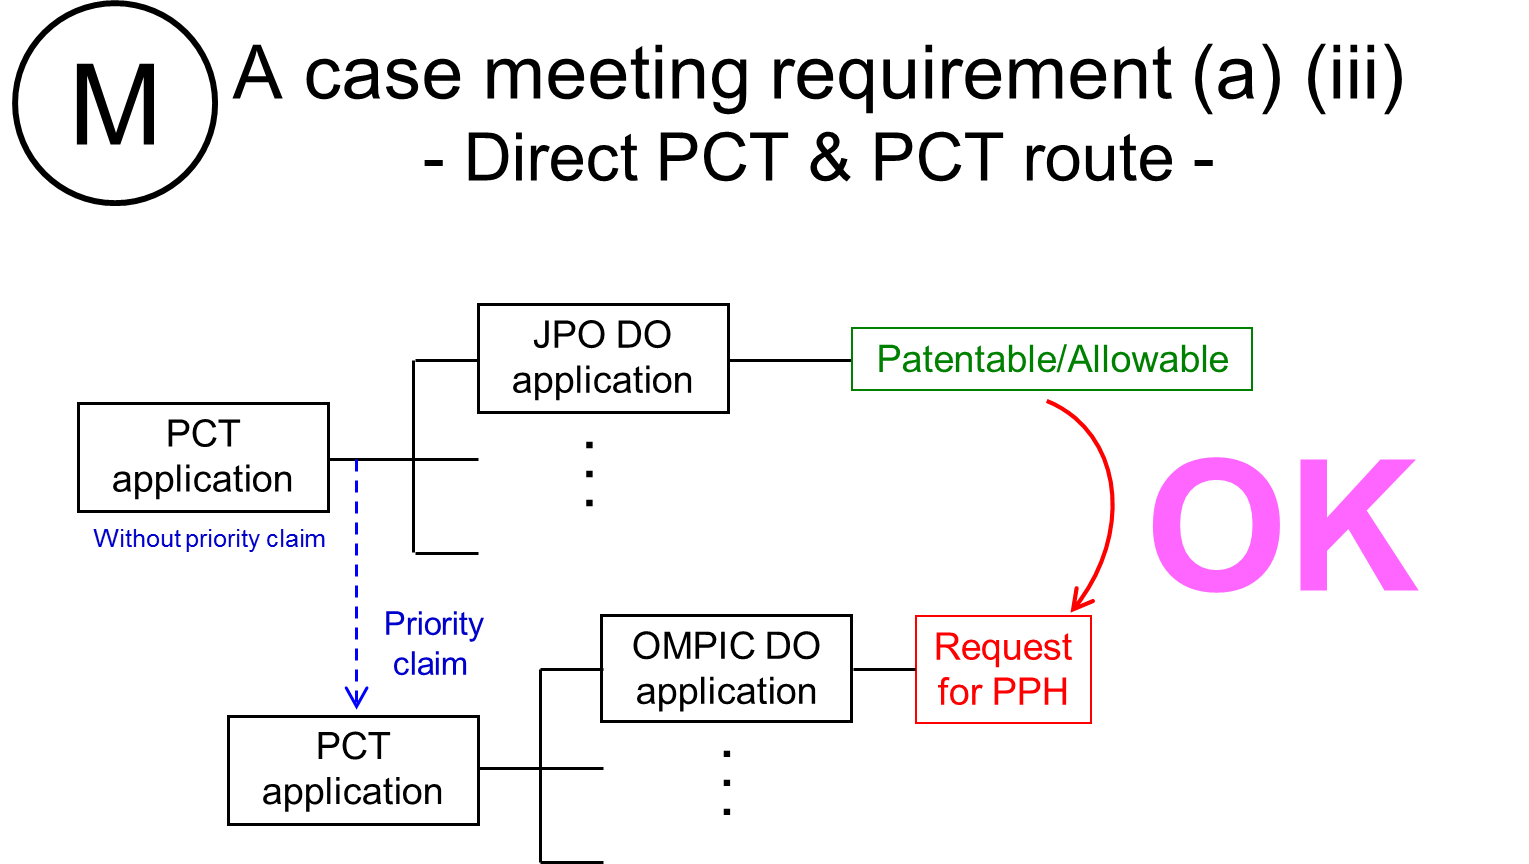 M
A case meeting requirement (a) (iii)
- Direct PCT & PCT route -
JPO DO
application
Patentable/Allowable
PCT
application
Without priority claim
OK
Priority
claim
OMPIC DO
application
Request
for PPH
PCT
application